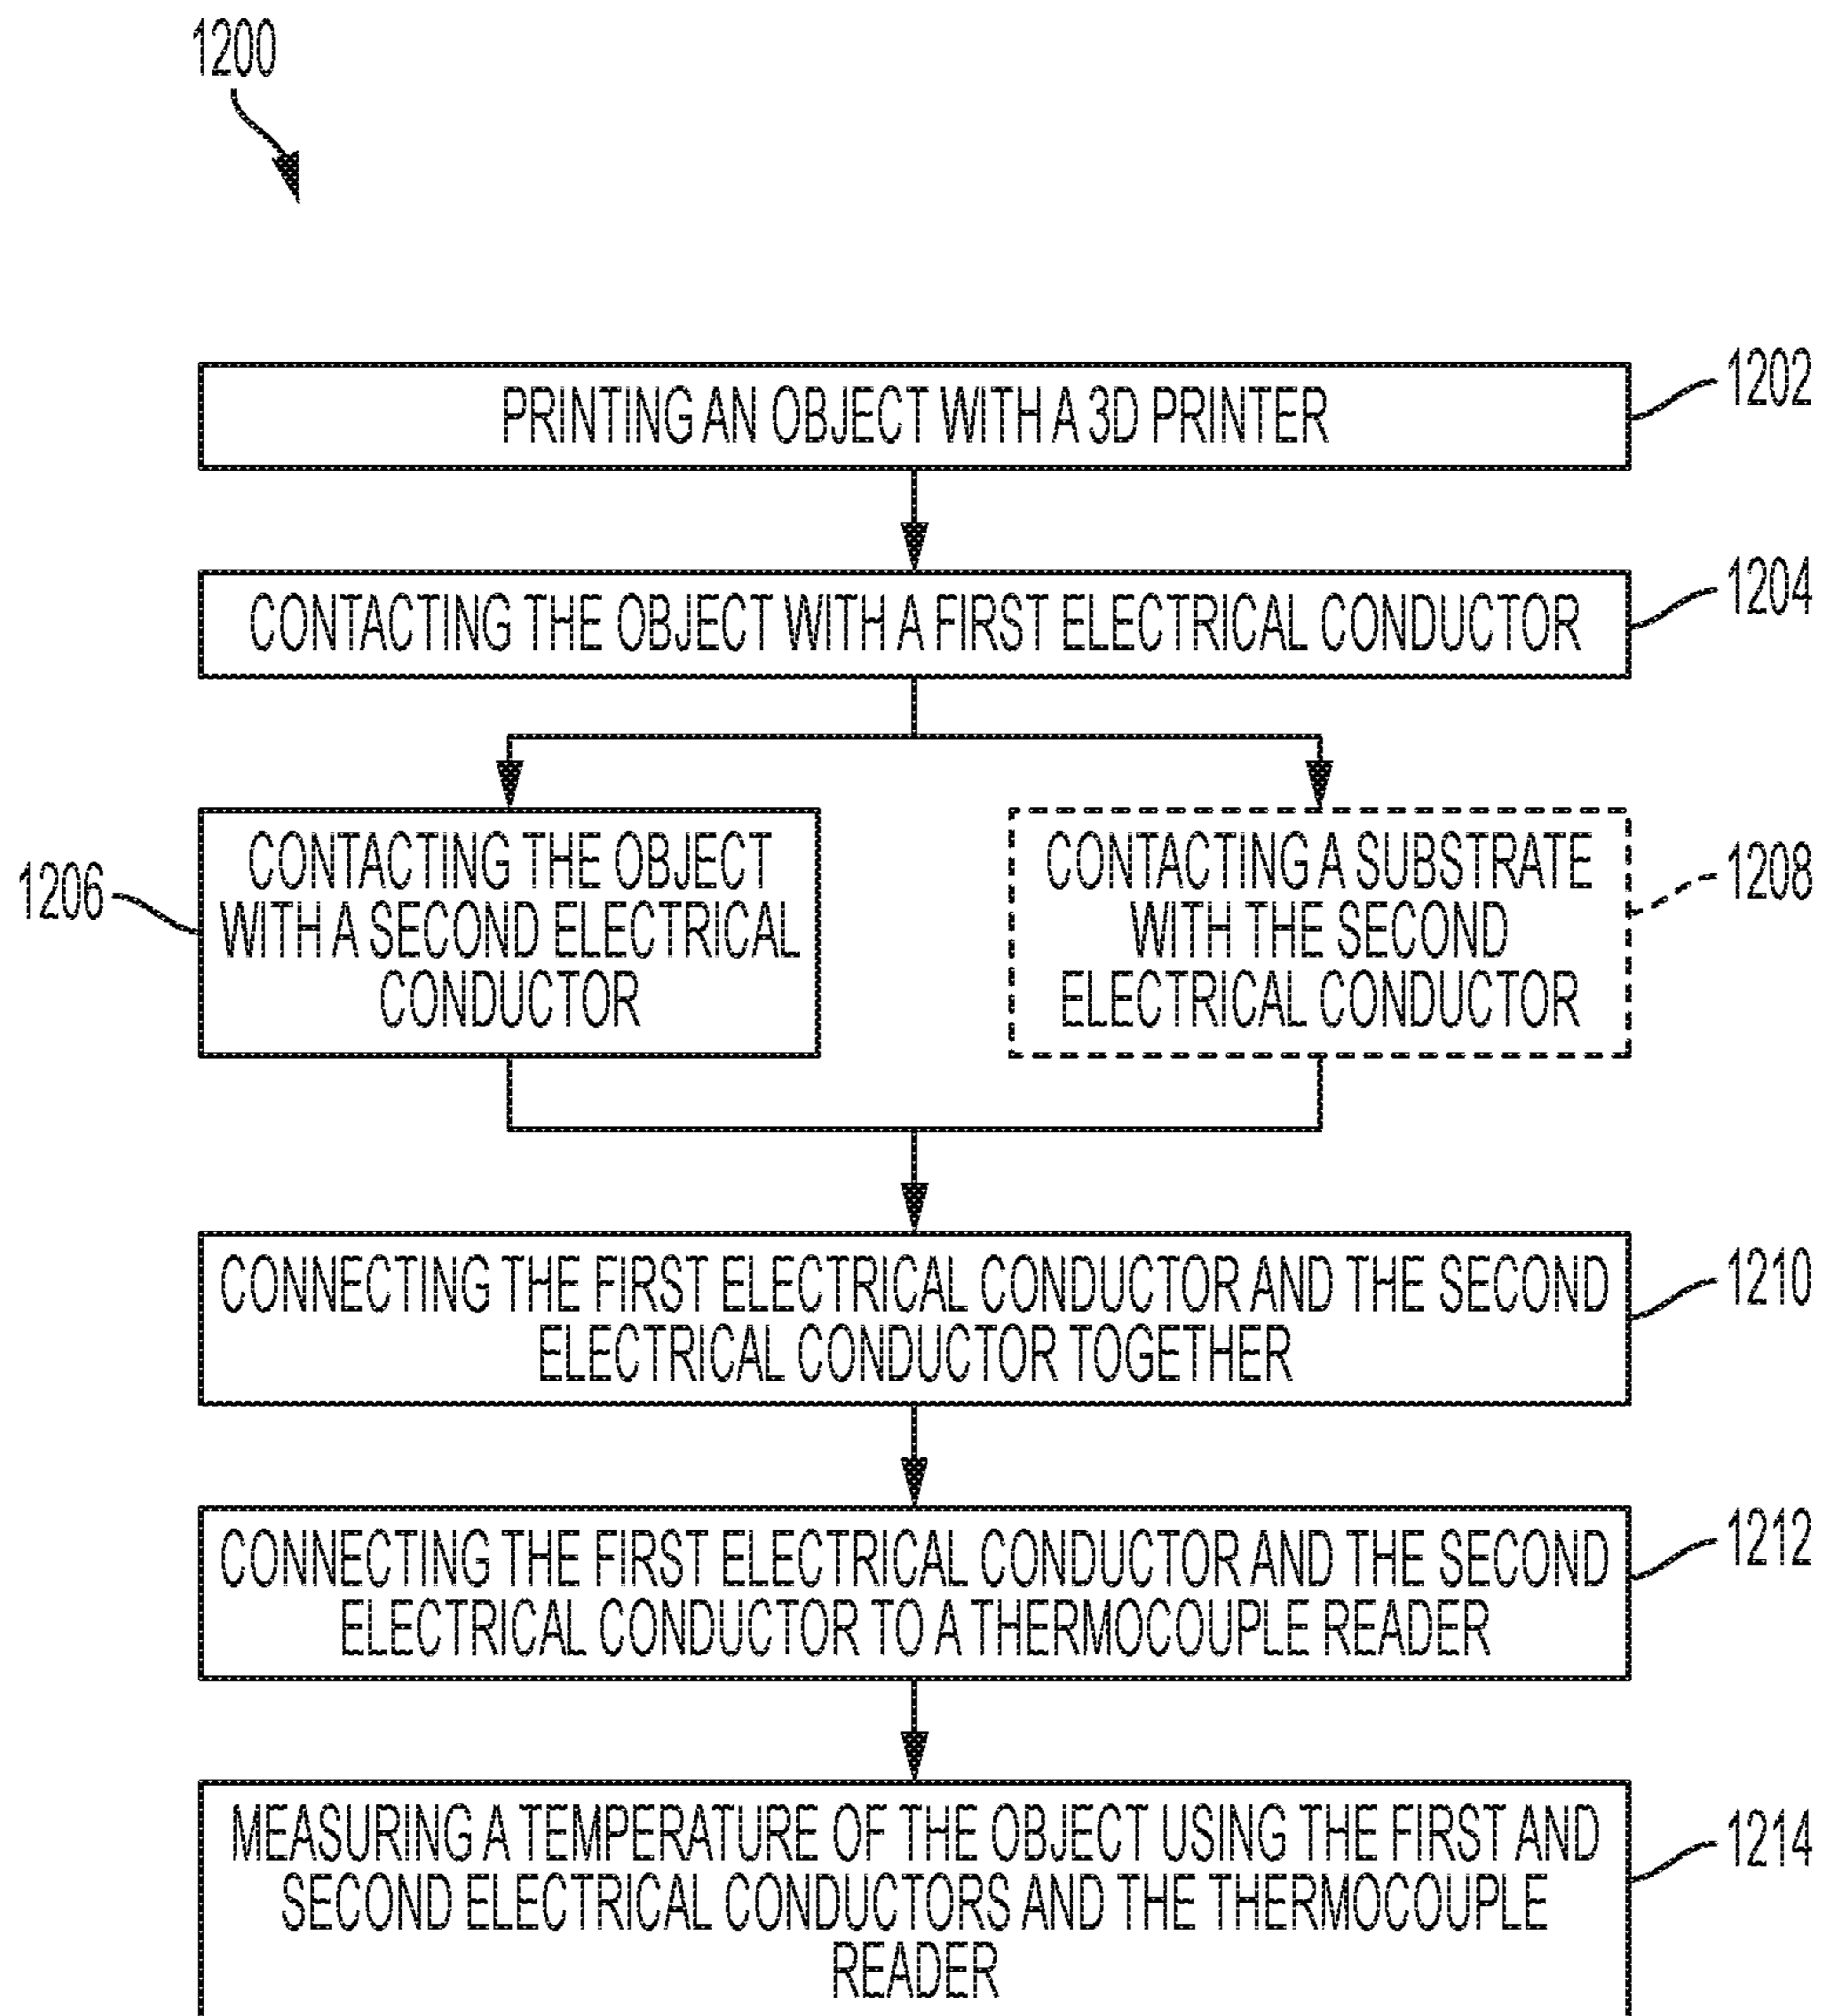 1200
PRINTING AN OBJECT WITH A 3D PRINTER
1202
CONTACTING THE OBJECT WITH A FIRST ELECTRICAL CONDUCTOR
1204
1206
CONTACTING THE OBJECT
WITH A SECOND ELECTRICAL
CONDUCTOR
CONTACTING A SUBSTRATE
WITH THE SECOND
ELECTRICAL CONDUCTOR
1208
CONNECTING THE FIRST ELECTRICAL CONDUCTOR AND THE SECOND
ELECTRICAL CONDUCTOR TOGETHER
1210
CONNECTING THE FIRST ELECTRICAL CONDUCTOR AND THE SECOND
ELECTRICAL CONDUCTOR TO A THERMOCOUPLE READER
1212
MEASURING A TEMPERATURE OF THE OBJECT USING THE FIRST AND
SECOND ELECTRICAL CONDUCTORS AND THE THERMOCOUPLE
READER
1214